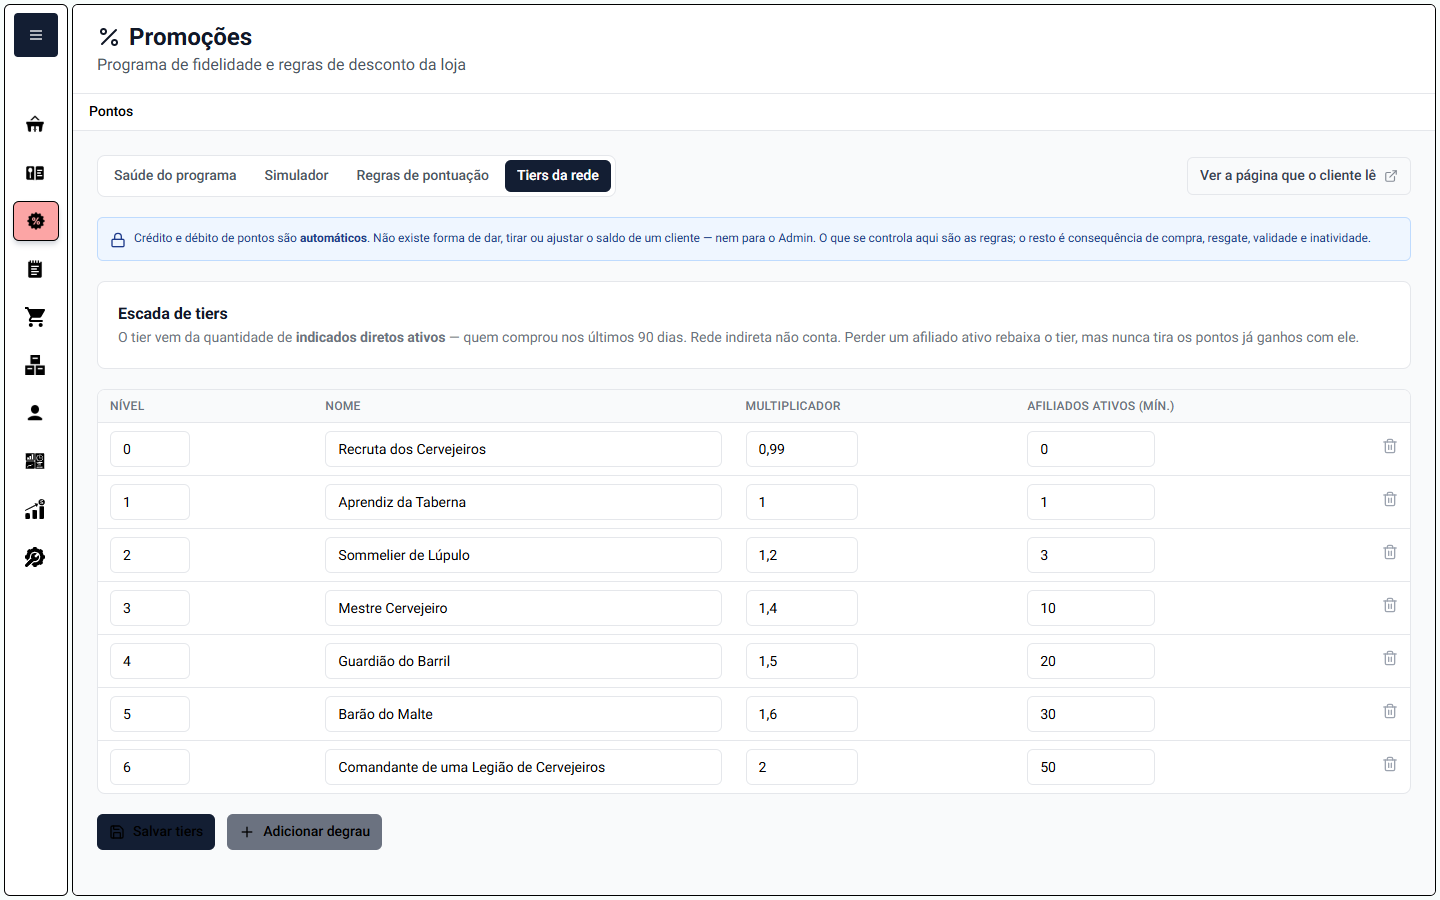 Promoções
Programa de fidelidade e regras de desconto da loja
Pontos
Saúde do programa Simulador Regras de pontuação Tiers da rede Ver a página que o cliente lê
Crédito e débito de pontos são automáticos. Não existe forma de dar, tirar ou ajustar o saldo de um cliente — nem para o Admin. O que se controla aqui são as regras; o resto é consequência de compra, resgate, validade e inatividade.
Escada de tiers
O tier vem da quantidade de indicados diretos ativos — quem comprou nos últimos 90 dias. Rede indireta não conta. Perder um afiliado ativo rebaixa o tier, mas nunca tira os pontos já ganhos com ele.
NÍVEL NOME MULTIPLICADOR AFILIADOS ATIVOS (MÍN.)
0 Recruta dos Cervejeiros 0,99 0
1 Aprendiz da Taberna 1 1
2 Sommelier de Lúpulo 1,2 3
3 Mestre Cervejeiro 1,4 10
4 Guardião do Barril 1,5 20
5 Barão do Malte 1,6 30
6 Comandante de uma Legião de Cervejeiros 2 50
Salvar tiers Adicionar degrau